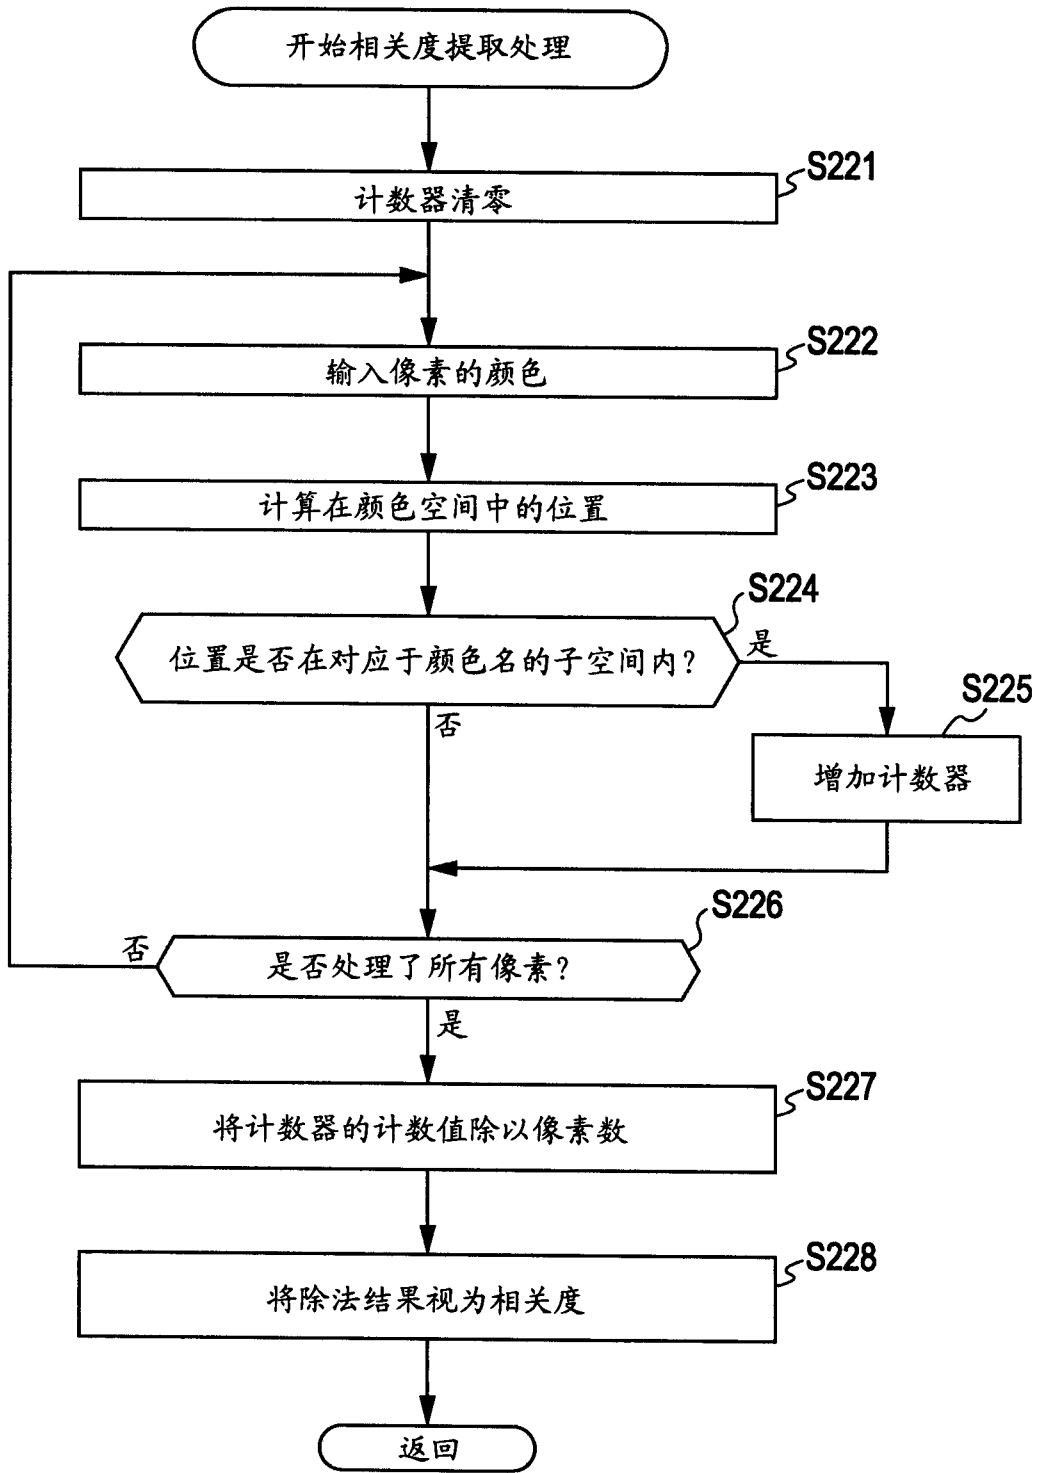 开始相关度提取处理
S221
计数器清零
S222
输入像素的颜色
S223
计算在颜色空间中的位置
S224
位置是否在对应于颜色名的子空间内？
是
否
S225
增加计数器
S226
否
是否处理了所有像素？
是
S227
将计数器的计数值除以像素数
S228
将除法结果视为相关度
返回